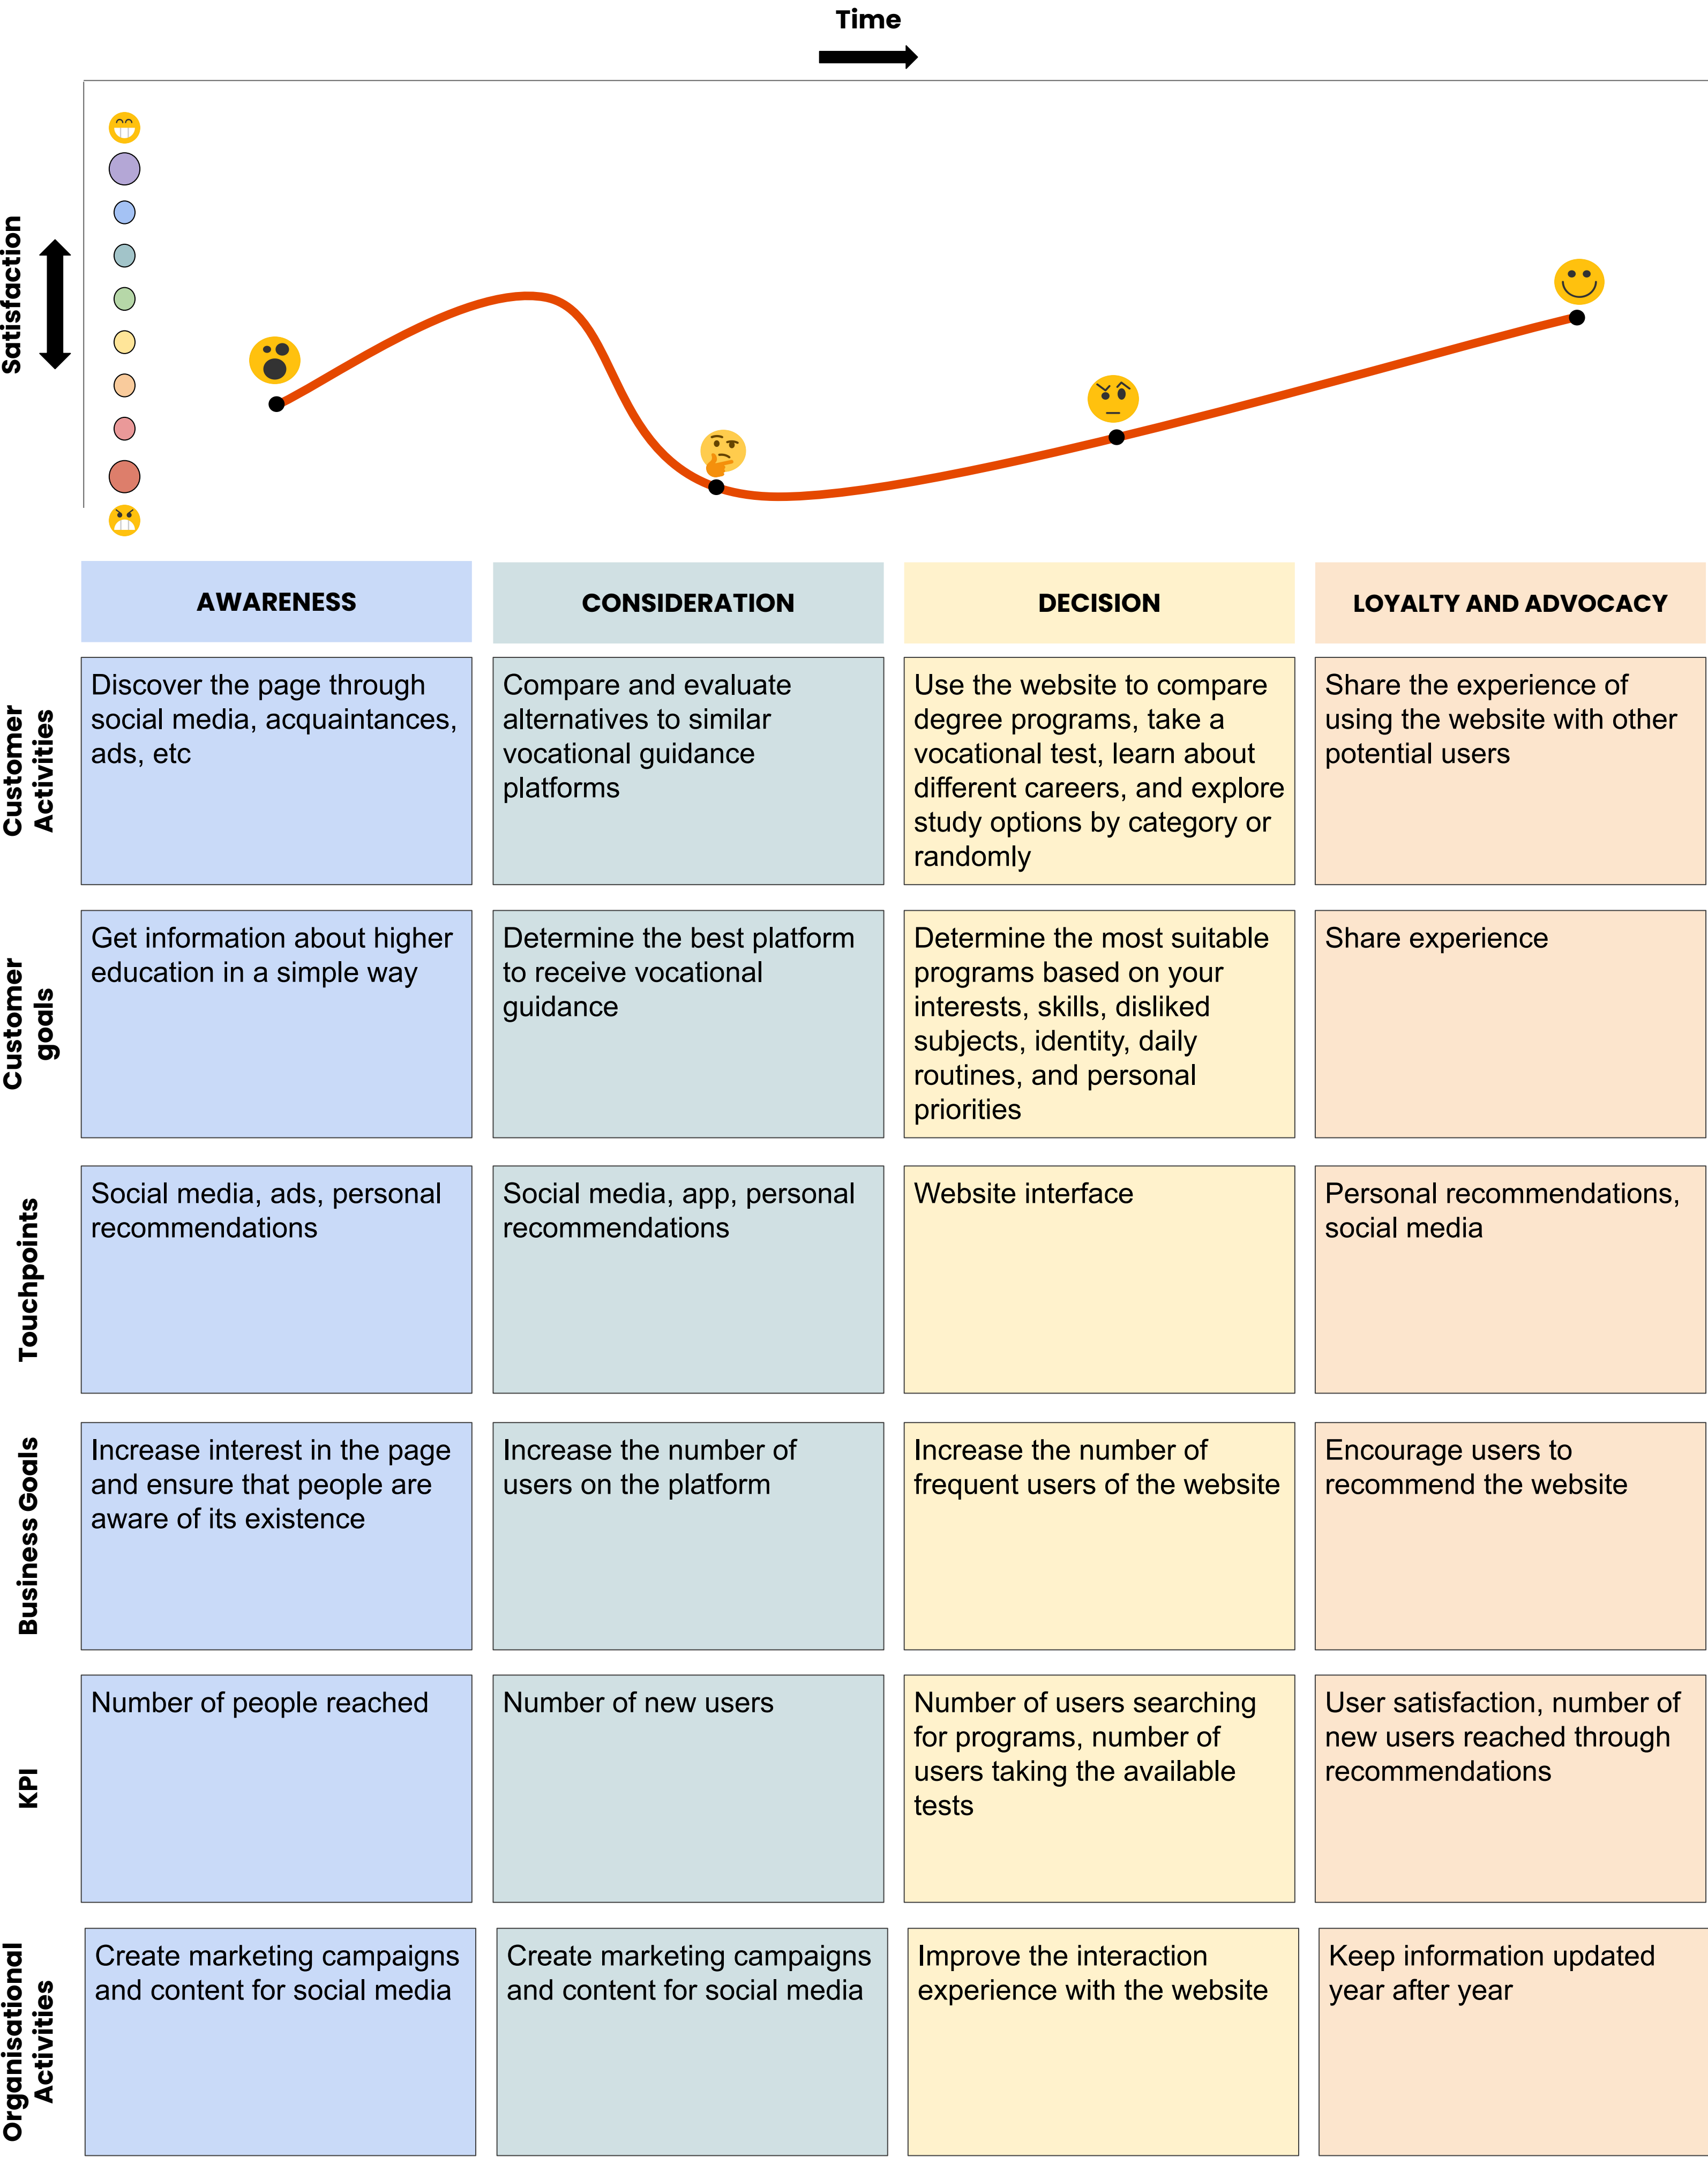 Time
Satisfaction
AWARENESS
CONSIDERATION
DECISION
LOYALTY AND ADVOCACY
Customer
Activities
Discover the page through
social media, acquaintances,
ads, etc
Compare and evaluate
alternatives to similar
vocational guidance
platforms
Use the website to compare
degree programs, take a
vocational test, learn about
different careers, and explore
study options by category or
randomly
Share the experience of
using the website with other
potential users
Customer
goals
Get information about higher
education in a simple way
Determine the best platform
to receive vocational
guidance
Determine the most suitable
programs based on your
interests, skills, disliked
subjects, identity, daily
routines, and personal
priorities
Share experience
Touchpoints
Social media, ads, personal
recommendations
Social media, app, personal
recommendations
Website interface
Personal recommendations,
social media
Business Goals
Increase interest in the page
and ensure that people are
aware of its existence
Increase the number of
users on the platform
Increase the number of
frequent users of the website
Encourage users to
recommend the website
KPI
Number of people reached
Number of new users
Number of users searching
for programs, number of
users taking the available
tests
User satisfaction, number of
new users reached through
recommendations
Organisational
Activities
Create marketing campaigns
and content for social media
Create marketing campaigns
and content for social media
Improve the interaction
experience with the website
Keep information updated
year after year